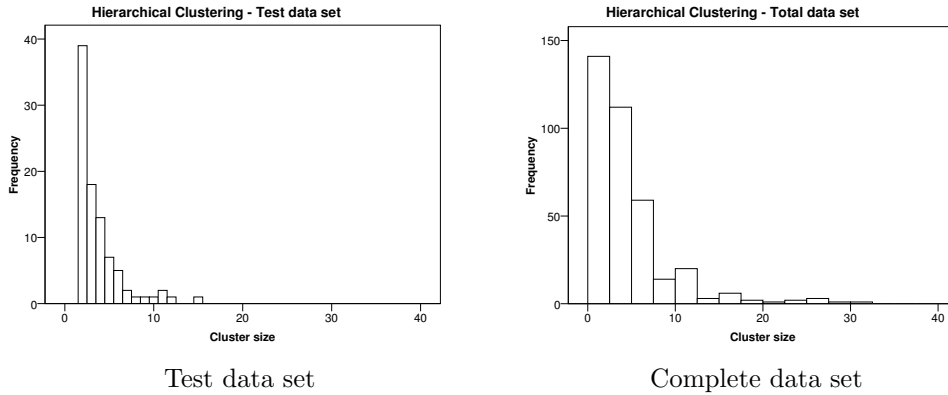 Hierarchical Clustering - Test data set
40
30
20
10
0
Frequency
0 10 20 30 40
Cluster size
Test data set
Hierarchical Clustering - Total data set
150
100
50
0
Frequency
0 10 20 30 40
Cluster size
Complete data set